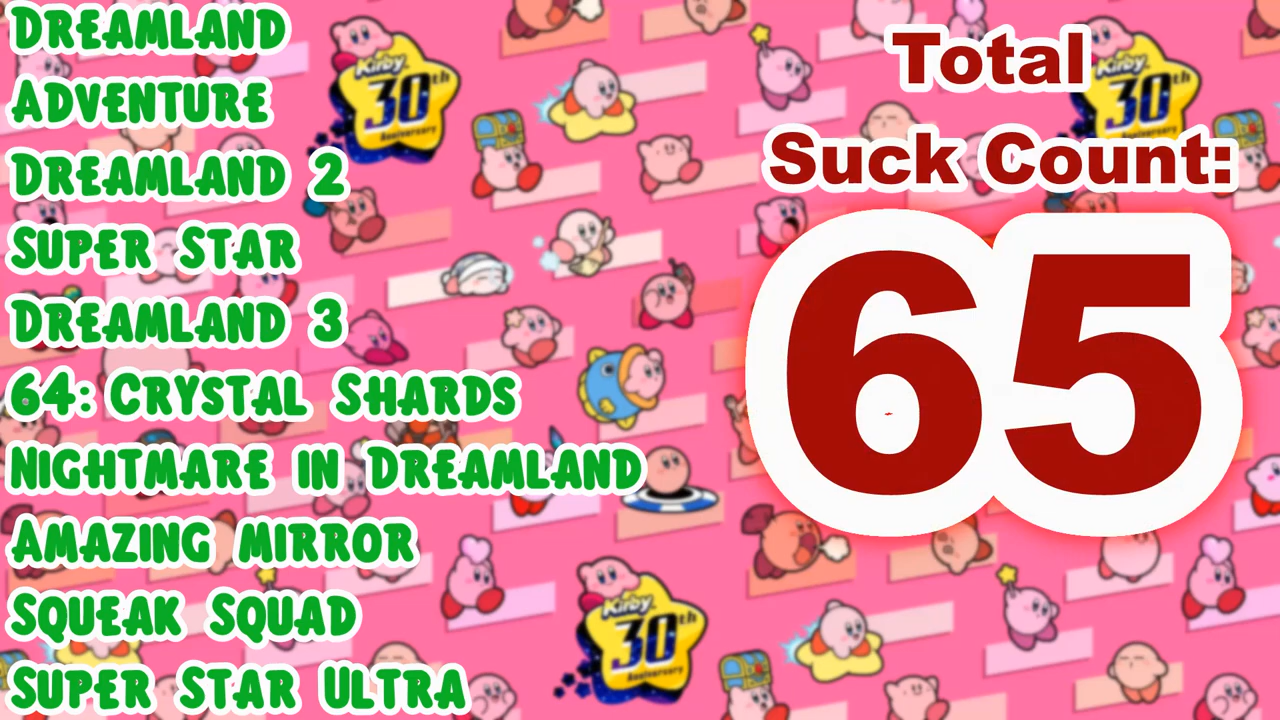 DREAMLAND
ADVENTURE
DREAMLAND 2
SUPER STAR
DREAMLAND 3
64: CRYSTAL SHARDS
NIGHTMARE IN DREAMLAND
AMAZING MIRROR
SQUEAK SQUAD
SUPER STAR ULTRA
Total
Suck Count:
65
Kirby
30th
Anniversary
Kirby
30th
Anniversary
Kirby
30th
Anniversary